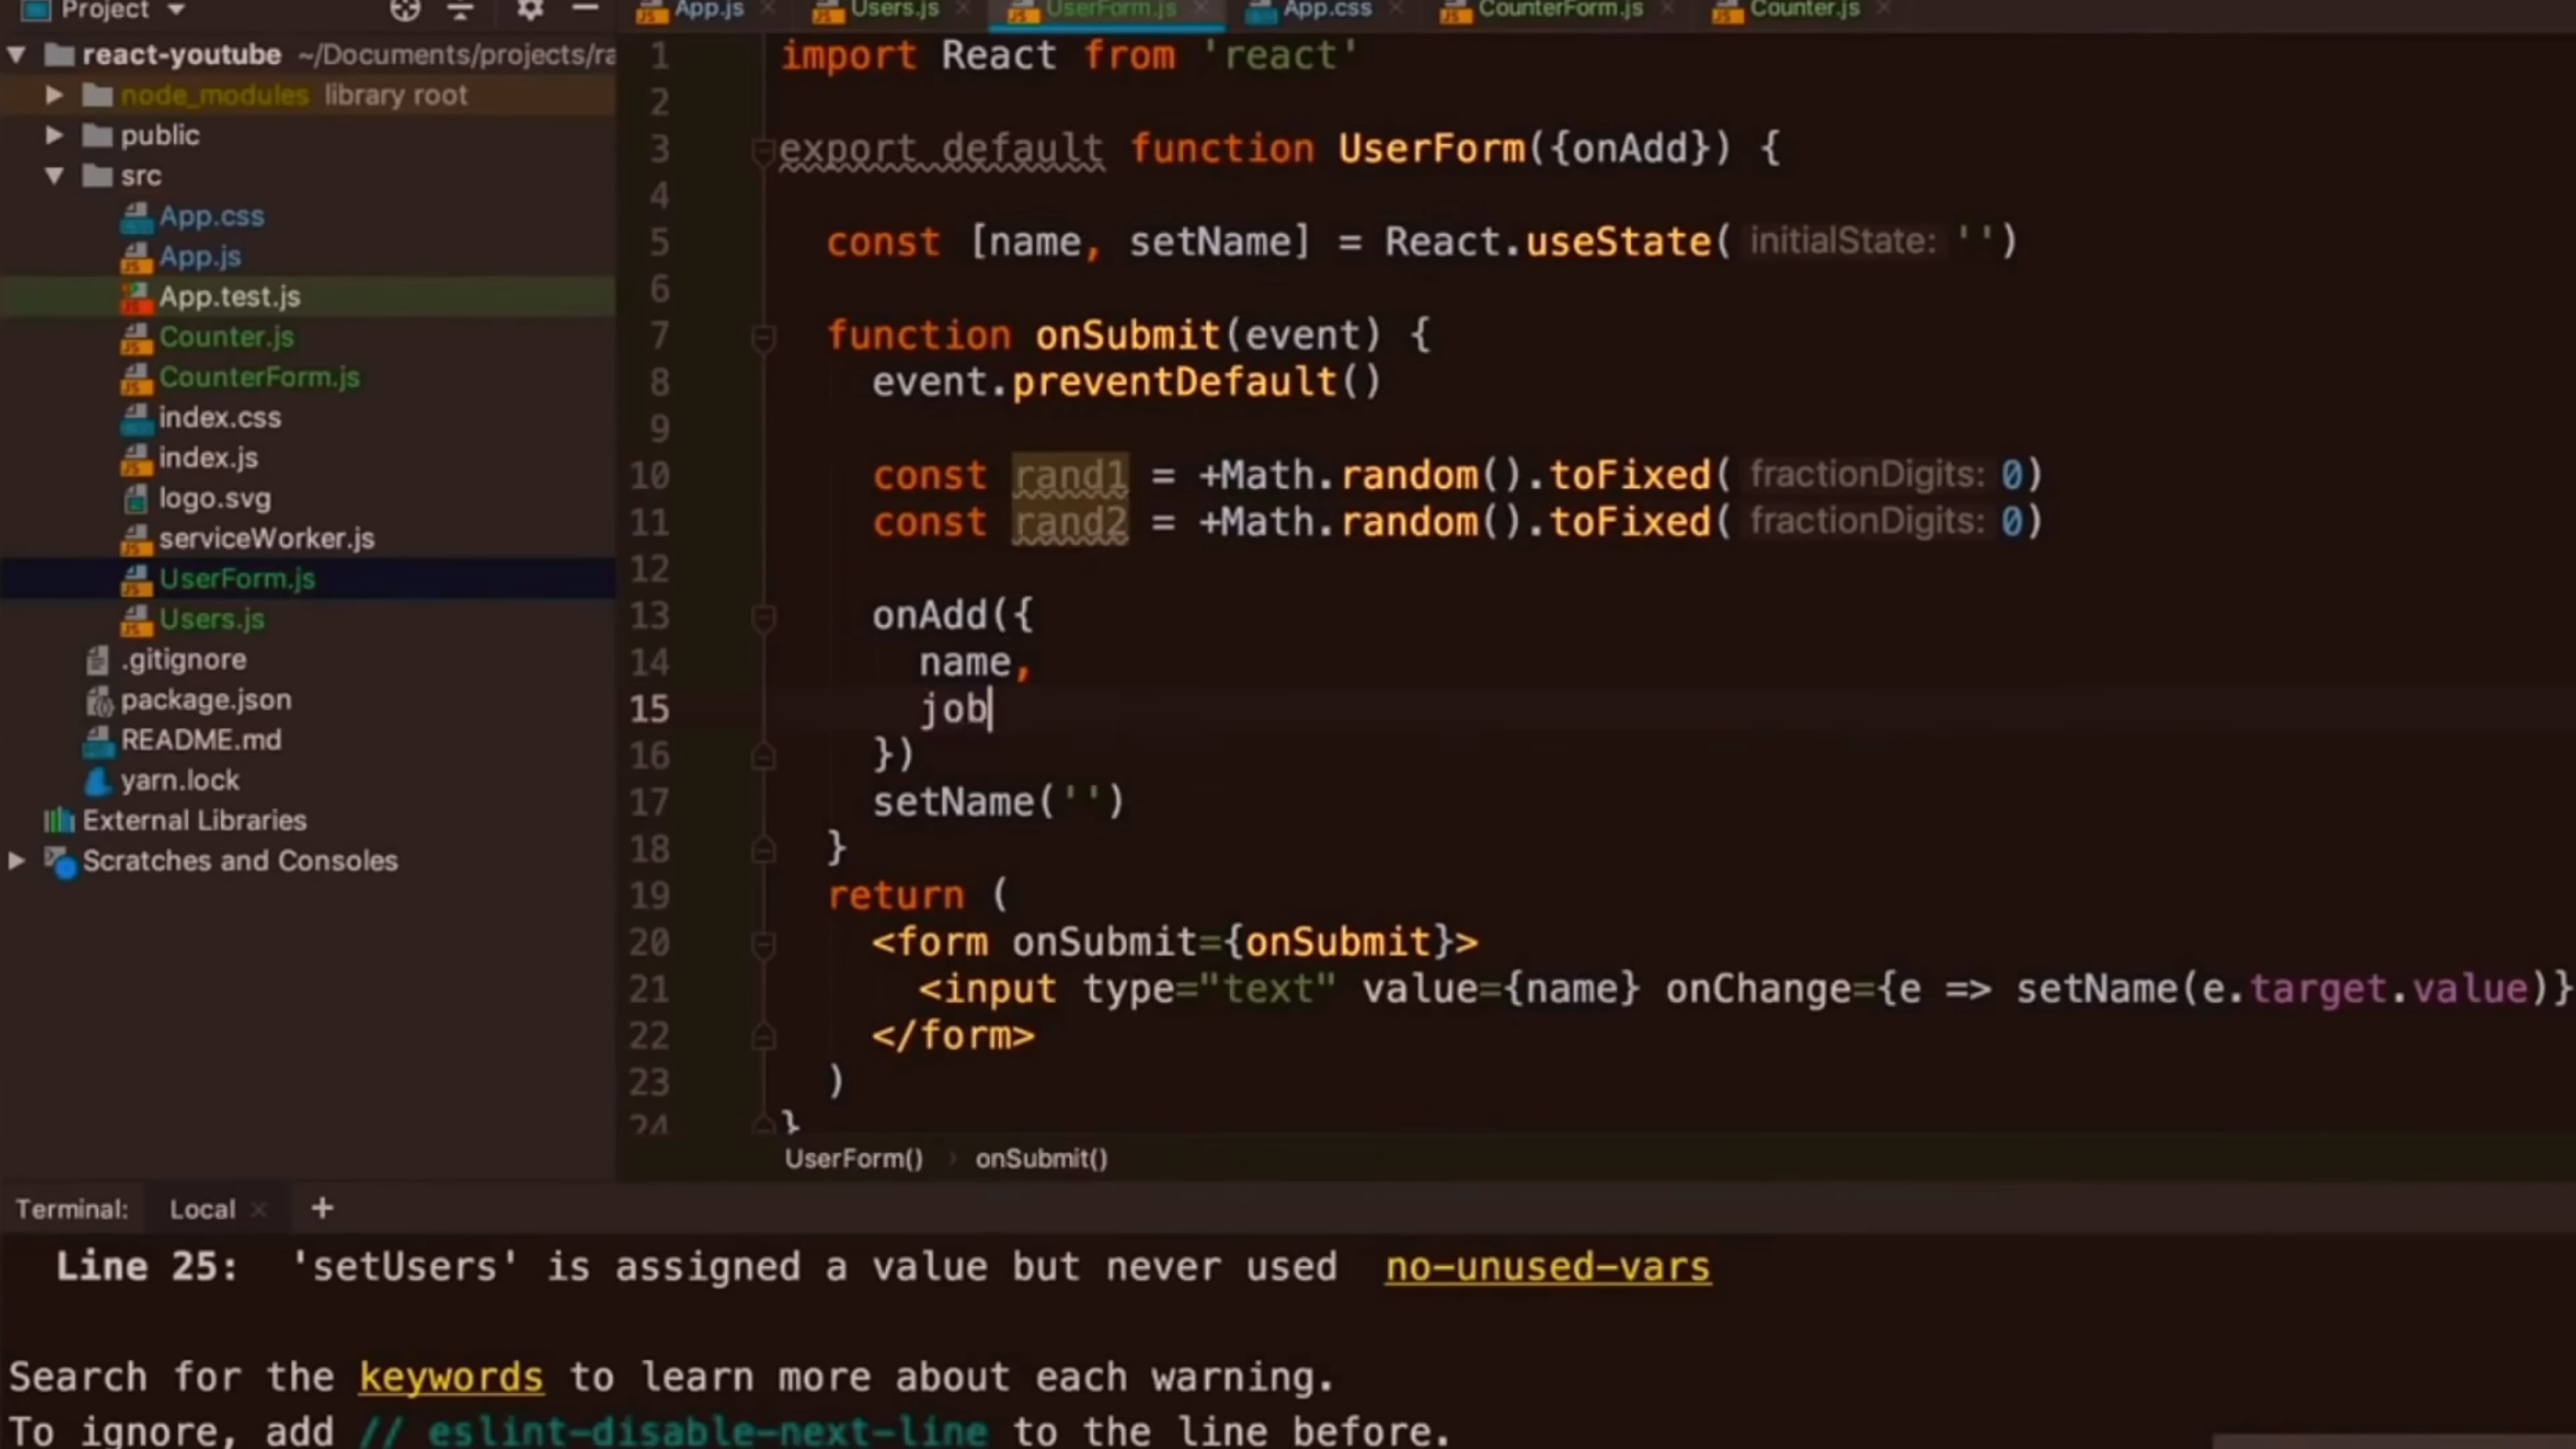 Project
App.js
Users.js
UserForm.js
App.css
CounterForm.js
Counter.js
react-youtube ~/Documents/projects/ra
node_modules library root
public
src
App.css
App.js
App.test.js
Counter.js
CounterForm.js
index.css
index.js
logo.svg
serviceWorker.js
UserForm.js
Users.js
.gitignore
package.json
README.md
yarn.lock
External Libraries
Scratches and Consoles
1 import React from 'react'
2
3 export default function UserForm({onAdd}) {
4
5 const [name, setName] = React.useState( initialState: '')
6
7 function onSubmit(event) {
8 event.preventDefault()
9
10 const rand1 = +Math.random().toFixed( fractionDigits: 0)
11 const rand2 = +Math.random().toFixed( fractionDigits: 0)
12
13 onAdd({
14 name,
15 job
16 })
17 setName('')
18 }
19 return (
20 <form onSubmit={onSubmit}>
21 <input type="text" value={name} onChange={e => setName(e.target.value)}
22 </form>
23 )
24 }
UserForm() onSubmit()
Terminal: Local +
Line 25: 'setUsers' is assigned a value but never used no-unused-vars
Search for the keywords to learn more about each warning.
To ignore, add // eslint-disable-next-line to the line before.